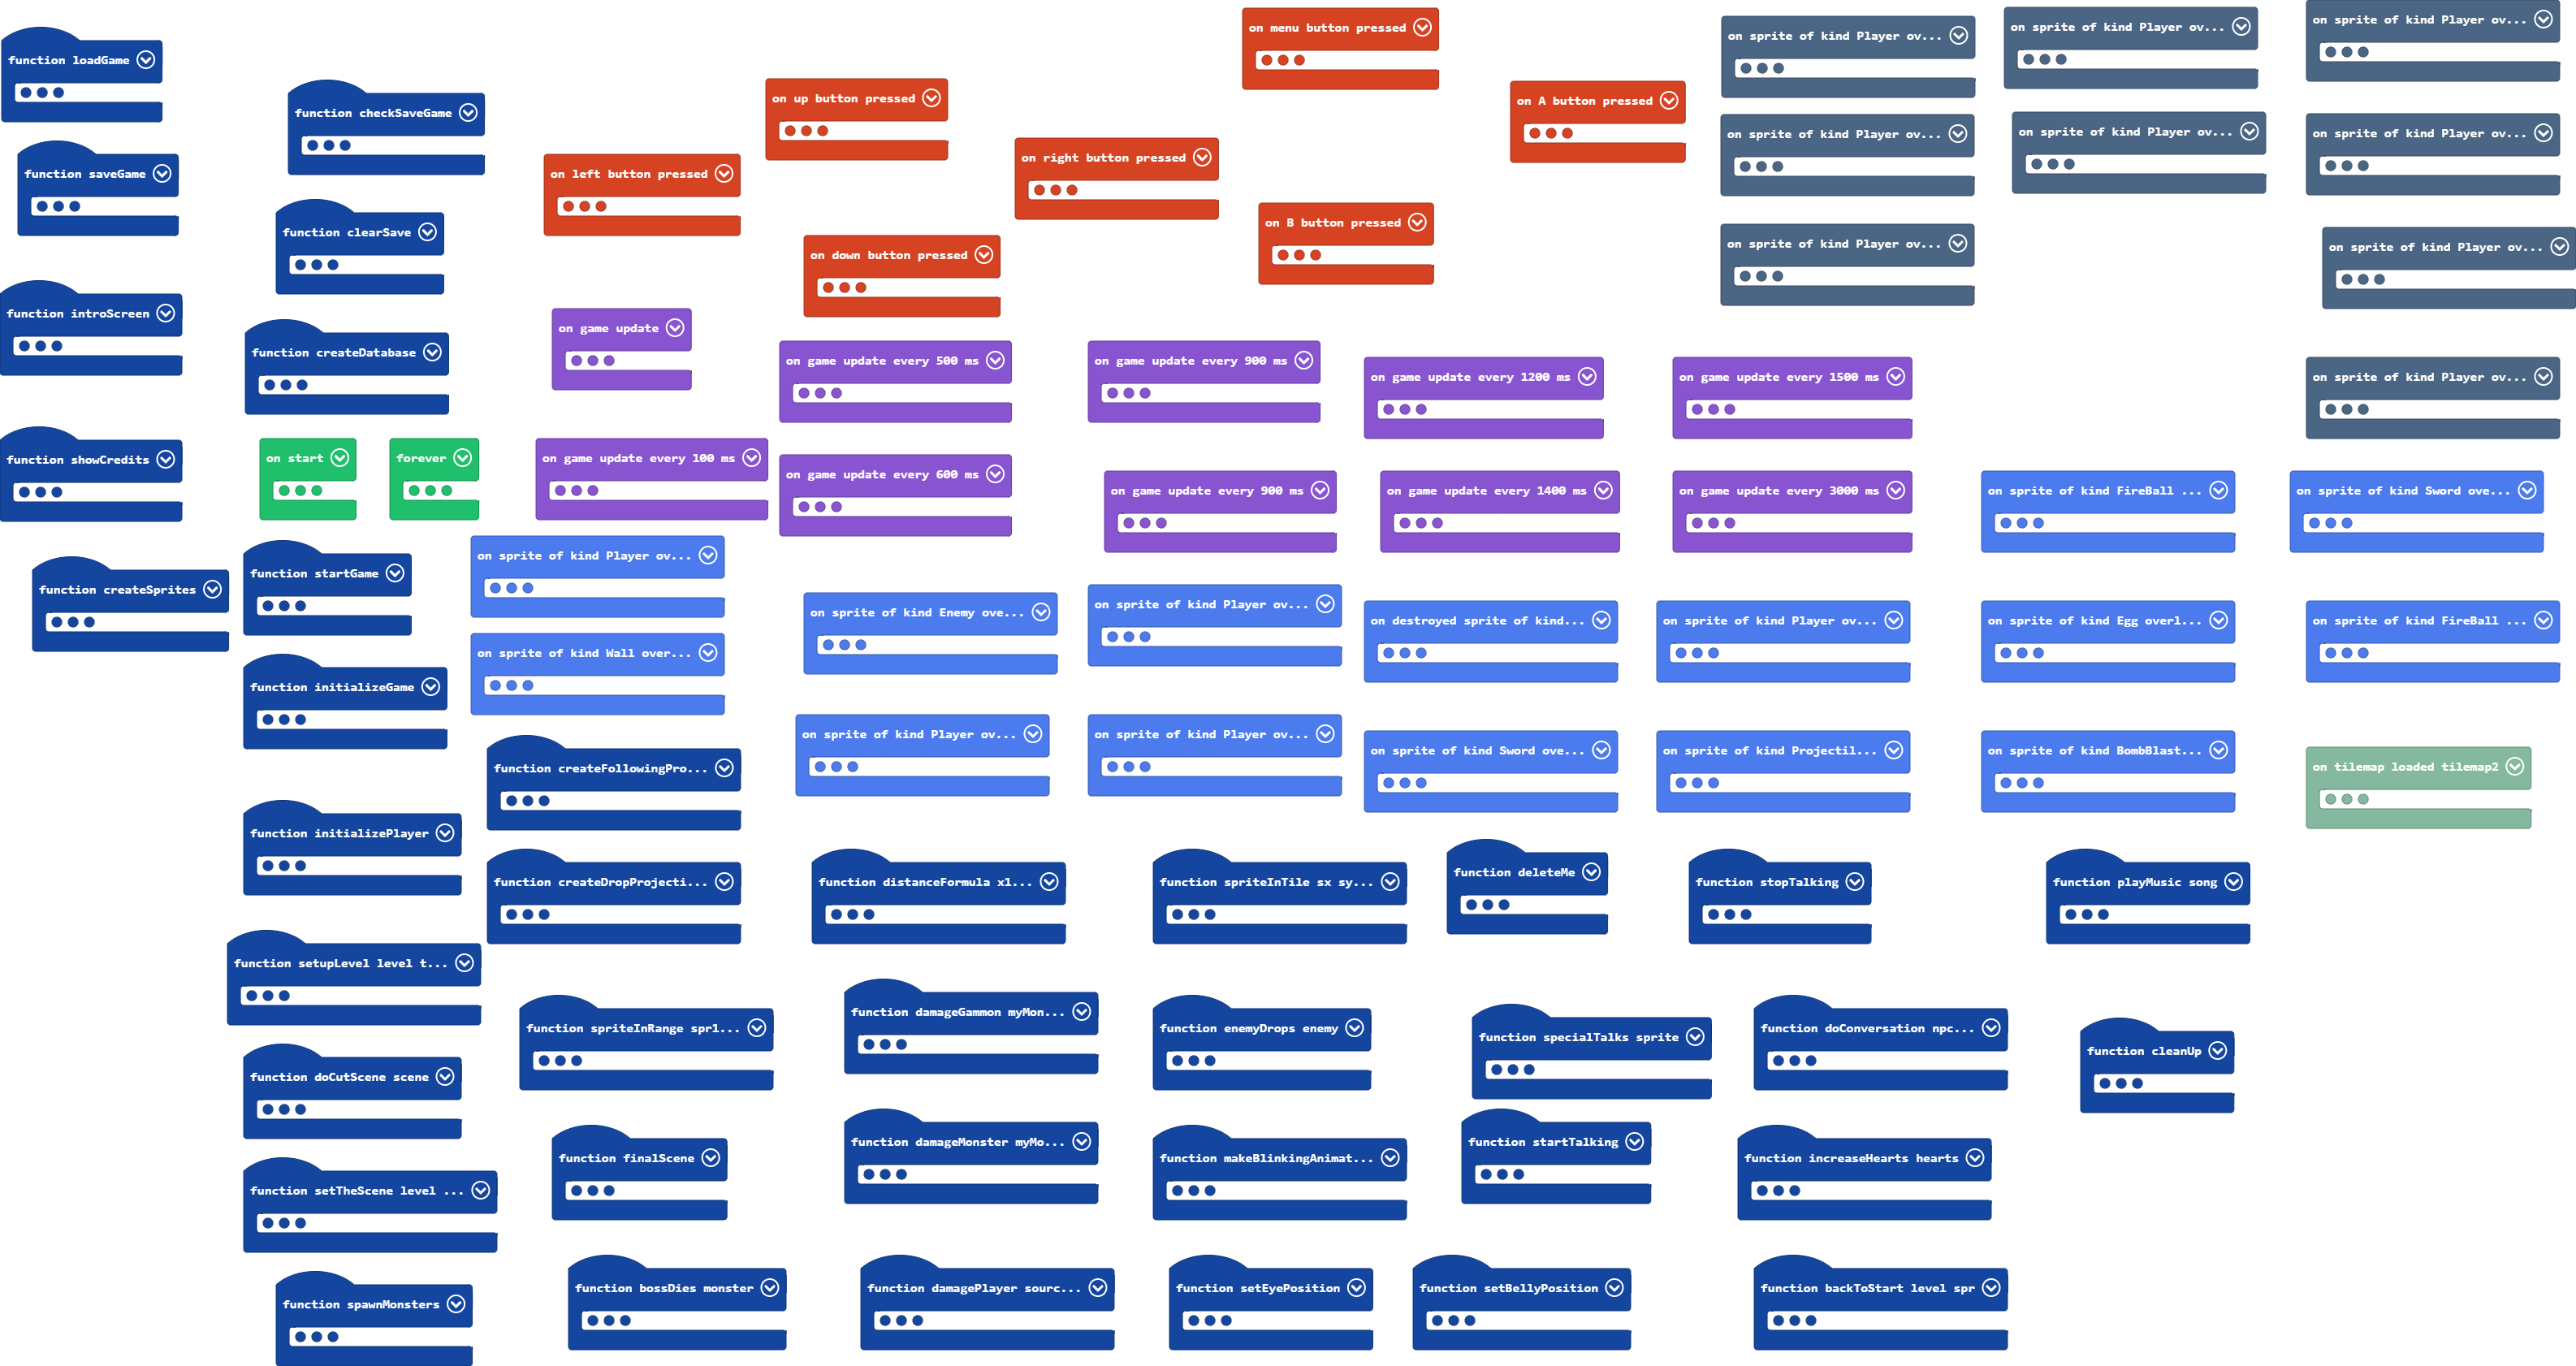 function loadGame
function checkSaveGame
function saveGame
function clearSave
function introScreen
function createDatabase
function showCredits
on start
forever
function createSprites
function startGame
function initializeGame
function initializePlayer
function setupLevel level t...
function doCutScene scene
function setTheScene level ...
function spawnMonsters
on menu button pressed
on up button pressed
on A button pressed
on right button pressed
on left button pressed
on B button pressed
on down button pressed
on sprite of kind Player ov...
on sprite of kind Player ov...
on sprite of kind Player ov...
on sprite of kind Player ov...
on sprite of kind Player ov...
on sprite of kind Player ov...
on sprite of kind Player ov...
on sprite of kind Player ov...
on sprite of kind Player ov...
on game update
on game update every 500 ms
on game update every 900 ms
on game update every 1200 ms
on game update every 1500 ms
on game update every 100 ms
on game update every 600 ms
on game update every 900 ms
on game update every 1400 ms
on game update every 3000 ms
on sprite of kind FireBall ...
on sprite of kind Sword ove...
on sprite of kind Player ov...
on sprite of kind Enemy ove...
on sprite of kind Player ov...
on destroyed sprite of kind...
on sprite of kind Player ov...
on sprite of kind Egg overl...
on sprite of kind FireBall ...
on sprite of kind Wall over...
on sprite of kind Player ov...
on sprite of kind Player ov...
on sprite of kind Sword ove...
on sprite of kind Projectil...
on sprite of kind BombBlast...
on tilemap loaded tilemap2
function createFollowingPro...
function createDropProjecti...
function distanceFormula x1...
function spriteInTile sx sy...
function deleteMe
function stopTalking
function playMusic song
function spriteInRange spr1...
function damageGammon myMon...
function enemyDrops enemy
function specialTalks sprite
function doConversation npc...
function cleanUp
function finalScene
function damageMonster myMo...
function makeBlinkingAnimat...
function startTalking
function increaseHearts hearts
function bossDies monster
function damagePlayer sourc...
function setEyePosition
function setBellyPosition
function backToStart level spr